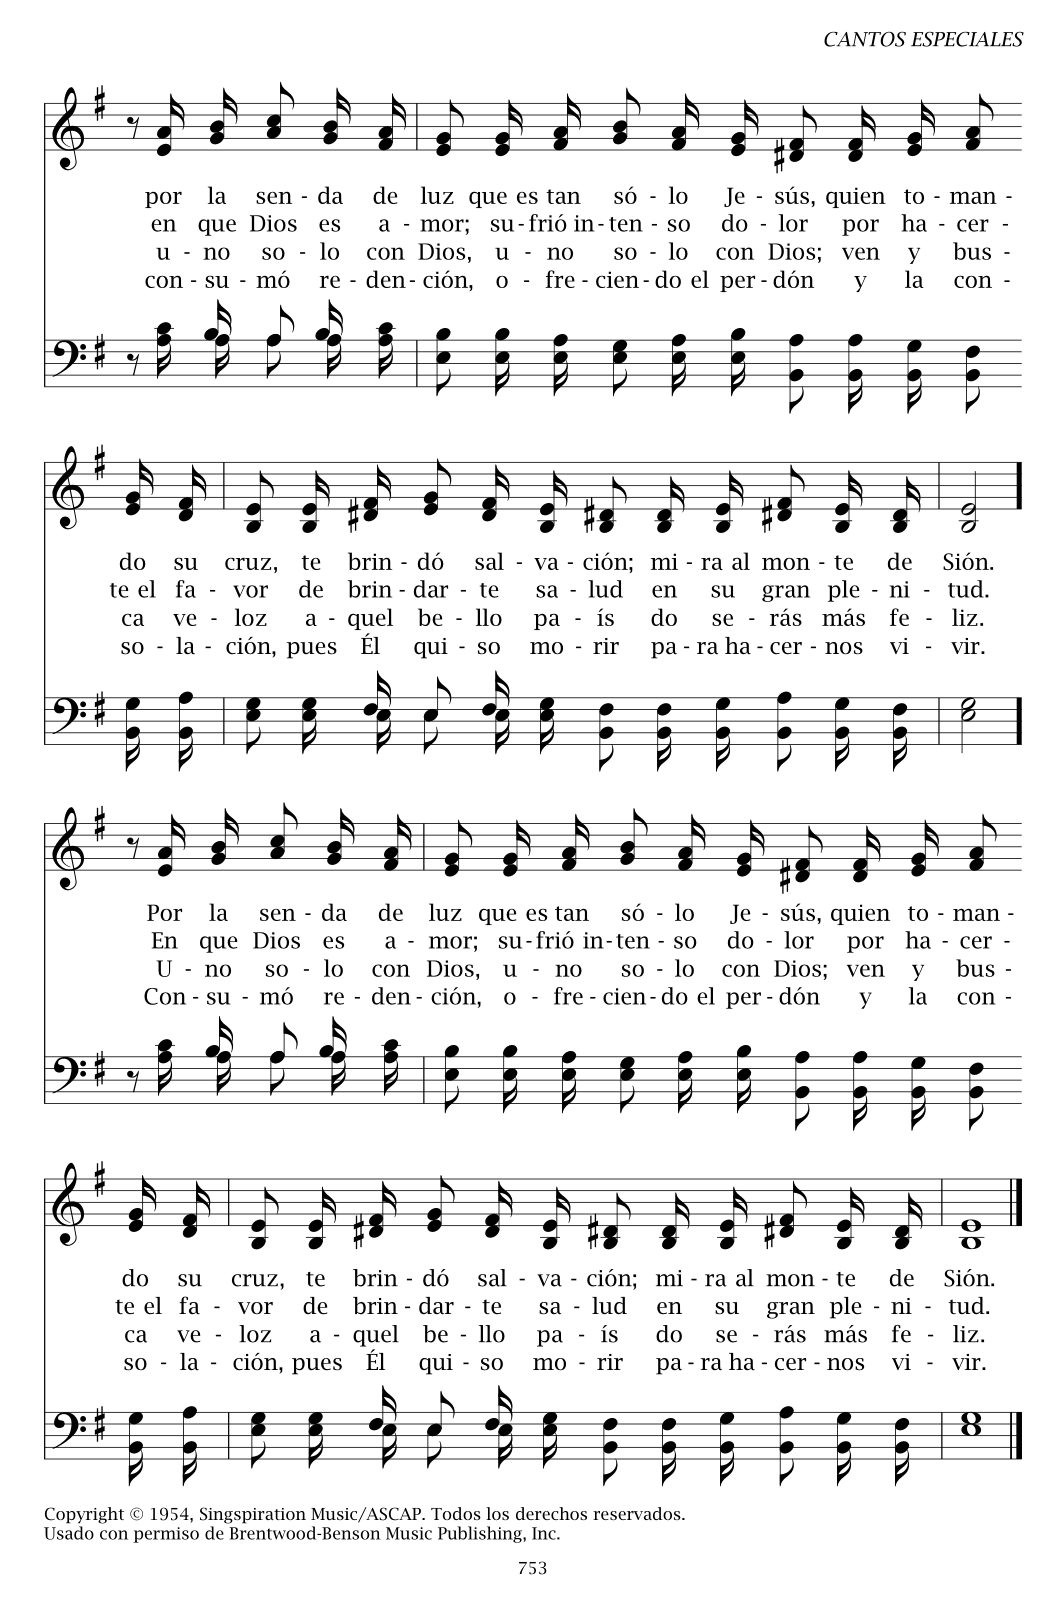 CANTOS ESPECIALES
por la sen - da de luz que es tan só - lo Je - sús, quien to - man -
en que Dios es a - mor; su - frió in - ten - so do - lor por ha - cer -
u - no so - lo con Dios, u - no so - lo con Dios; ven y bus -
con - su - mó re - den - ción, o - fre - cien - do el per - dón y la con -
do su cruz, te brin - dó sal - va - ción; mi - ra al mon - te de Sión.
te el fa - vor de brin - dar - te sa - lud en su gran ple - ni - tud.
ca ve - loz a - quel be - llo pa - ís do se - rás más fe - liz.
so - la - ción, pues Él qui - so mo - rir pa - ra ha - cer - nos vi - vir.
Por la sen - da de luz que es tan só - lo Je - sús, quien to - man -
En que Dios es a - mor; su - frió in - ten - so do - lor por ha - cer -
U - no so - lo con Dios, u - no so - lo con Dios; ven y bus -
Con - su - mó re - den - ción, o - fre - cien - do el per - dón y la con -
do su cruz, te brin - dó sal - va - ción; mi - ra al mon - te de Sión.
te el fa - vor de brin - dar - te sa - lud en su gran ple - ni - tud.
ca ve - loz a - quel be - llo pa - ís do se - rás más fe - liz.
so - la - ción, pues Él qui - so mo - rir pa - ra ha - cer - nos vi - vir.
Copyright © 1954, Singspiration Music/ASCAP. Todos los derechos reservados.
Usado con permiso de Brentwood-Benson Music Publishing, Inc.
753